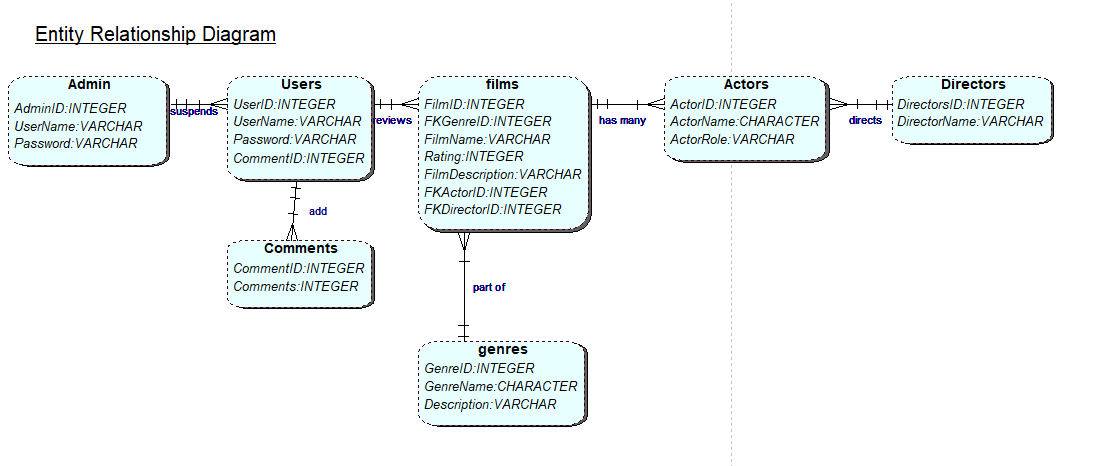 Entity Relationship Diagram
Admin
AdminID:INTEGER
UserName:VARCHAR
Password:VARCHAR
suspends
Users
UserID:INTEGER
UserName:VARCHAR
Password:VARCHAR
CommentID:INTEGER
reviews
films
FilmID:INTEGER
FKGenreID:INTEGER
FilmName:VARCHAR
Rating:INTEGER
FilmDescription:VARCHAR
FKActorID:INTEGER
FKDirectorID:INTEGER
has many
Actors
ActorID:INTEGER
ActorName:CHARACTER
ActorRole:VARCHAR
directs
Directors
DirectorsID:INTEGER
DirectorName:VARCHAR
add
Comments
CommentID:INTEGER
Comments:INTEGER
part of
genres
GenreID:INTEGER
GenreName:CHARACTER
Description:VARCHAR